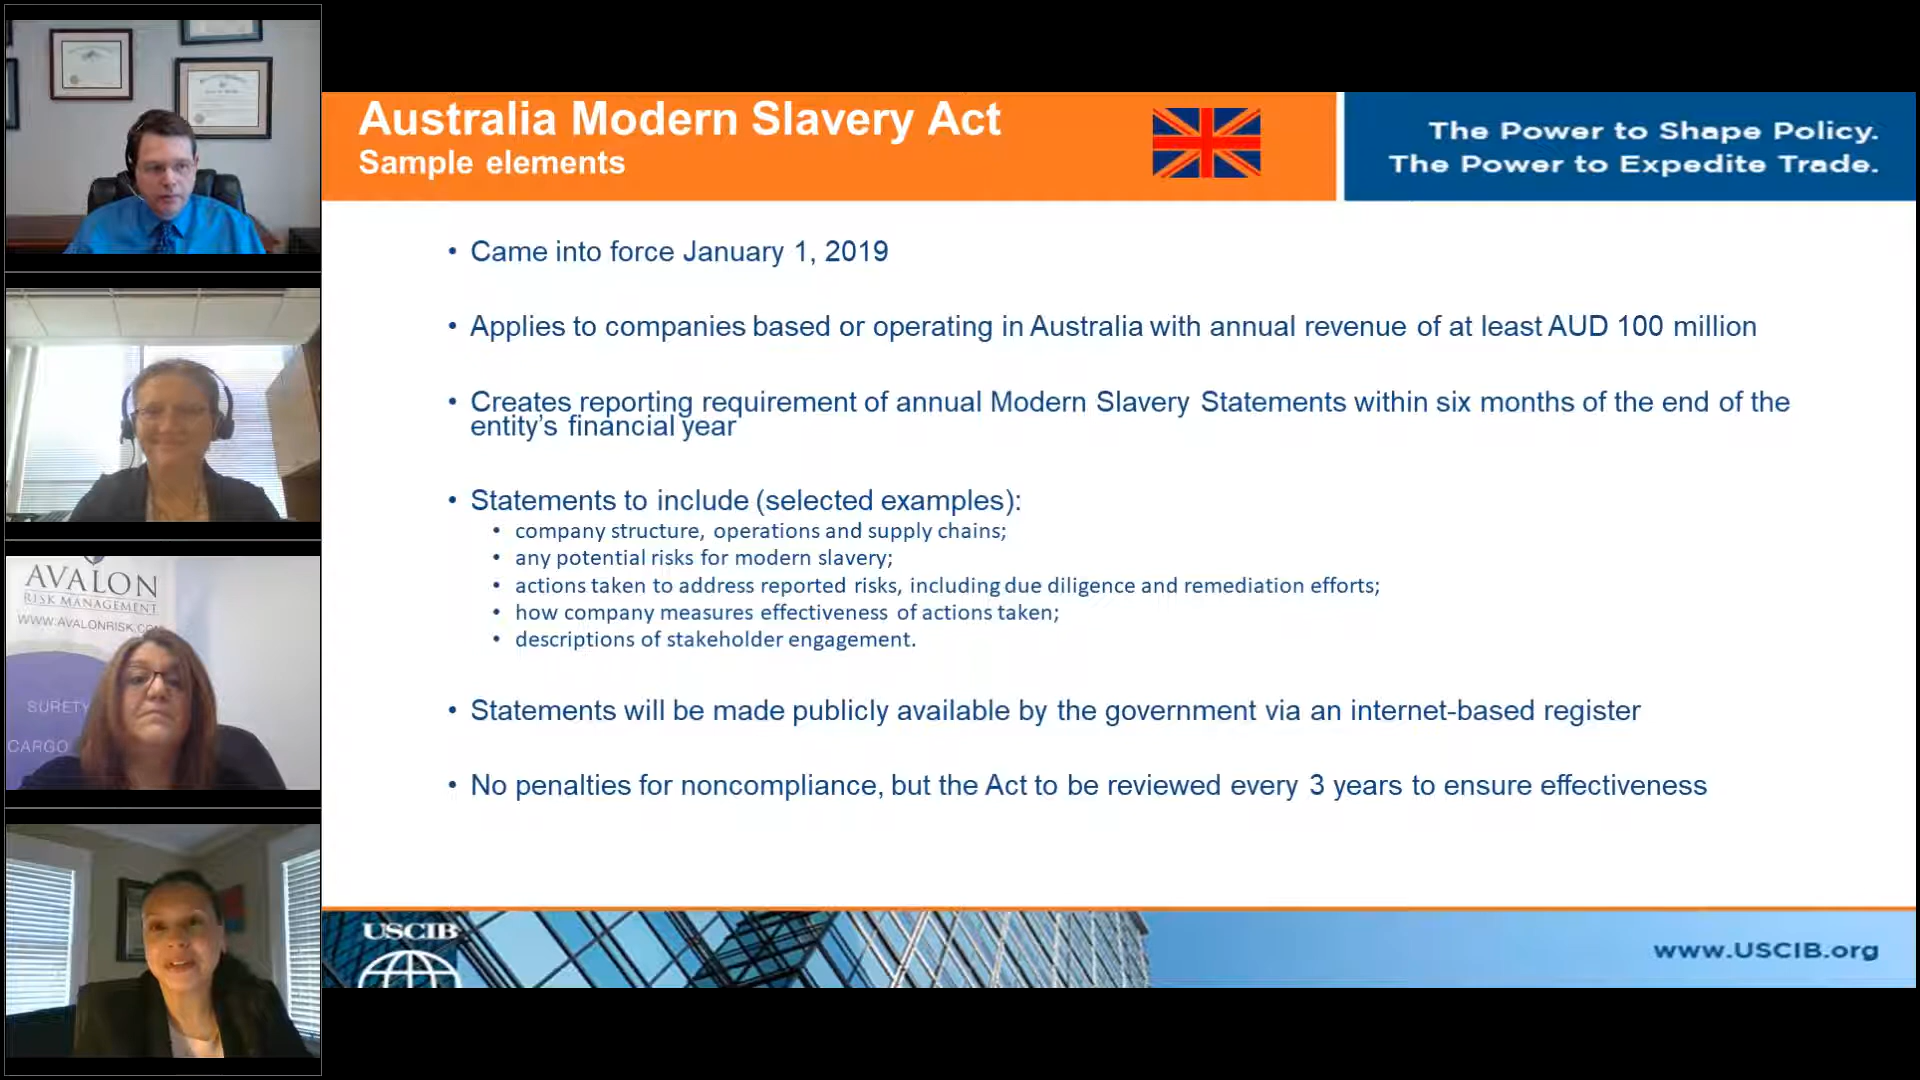 Australia Modern Slavery Act
Sample elements
The Power to Shape Policy.
The Power to Expedite Trade.
• Came into force January 1, 2019
• Applies to companies based or operating in Australia with annual revenue of at least AUD 100 million
• Creates reporting requirement of annual Modern Slavery Statements within six months of the end of the
entity's financial year
• Statements to include (selected examples):
• company structure, operations and supply chains;
• any potential risks for modern slavery;
• actions taken to address reported risks, including due diligence and remediation efforts;
• how company measures effectiveness of actions taken;
• descriptions of stakeholder engagement.
• Statements will be made publicly available by the government via an internet-based register
• No penalties for noncompliance, but the Act to be reviewed every 3 years to ensure effectiveness
USCIB
www.USCIB.org
AVALON
RISK MANAGEMENT
SURETY
CARGO